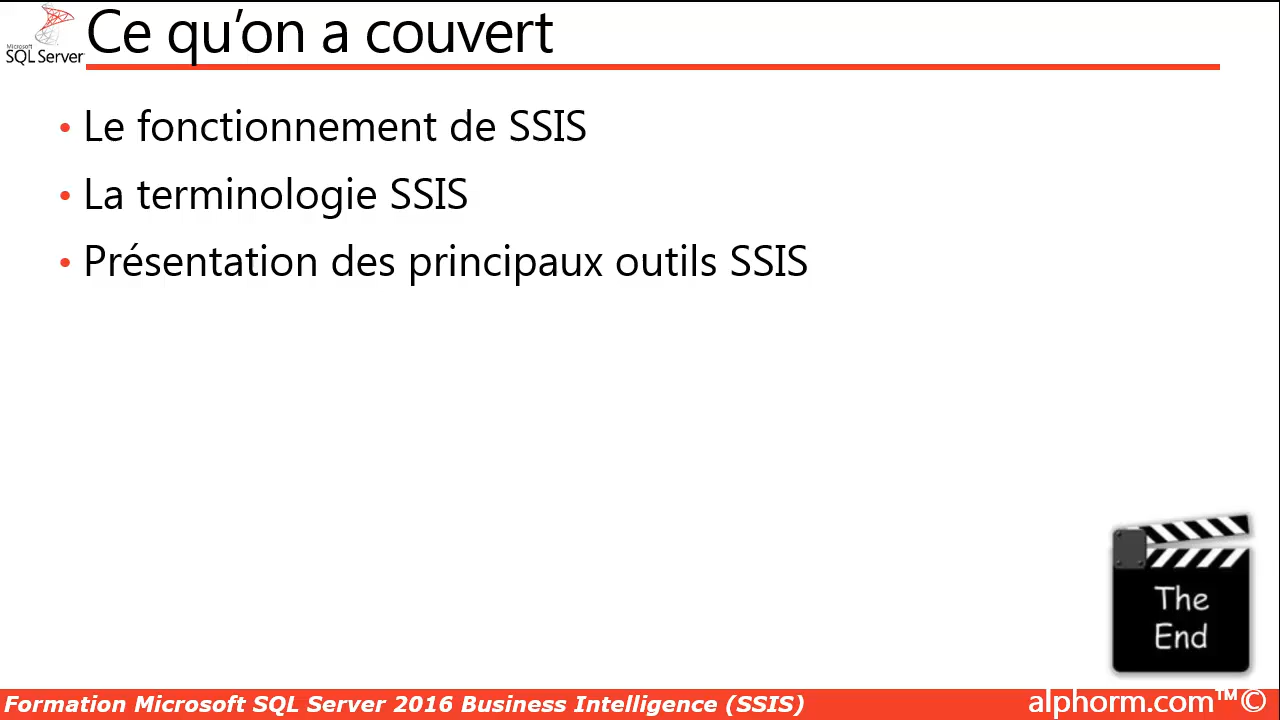 Microsoft
SQL Server
Ce qu’on a couvert
• Le fonctionnement de SSIS
• La terminologie SSIS
• Présentation des principaux outils SSIS
The
End
Formation Microsoft SQL Server 2016 Business Intelligence (SSIS)
alphorm.com™©